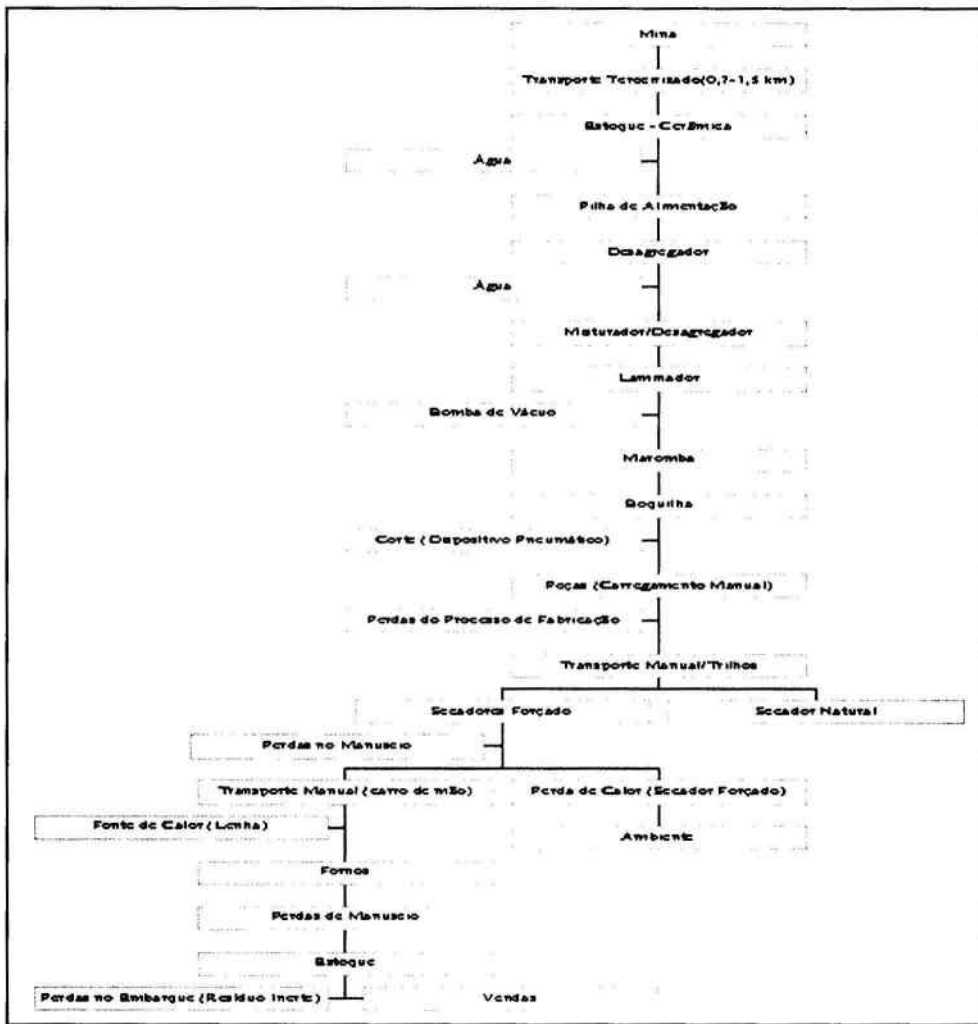 Mina
Transporte Terceirizado(0,7-1,5 km)
Estoque - Cerâmica
Água
Pilha de Alimentação
Desagregador
Água
Misturador/Desagregador
Laminador
Bomba de Vácuo
Maromba
Boquilha
Corte (Dispositivo Pneumático)
Peças (Carregamento Manual)
Perdas do Processo de Fabricação
Transporte Manual/Trilhos
Secadores Forçado
Secador Natural
Perdas no Manuseio
Transporte Manual (carro de mão)
Perda de Calor (Secador Forçado)
Fonte de Calor (Lenha)
Ambiente
Fornos
Perdas de Manuseio
Estoque
Perdas no Embarque (Resíduo Inerte)
Vendas